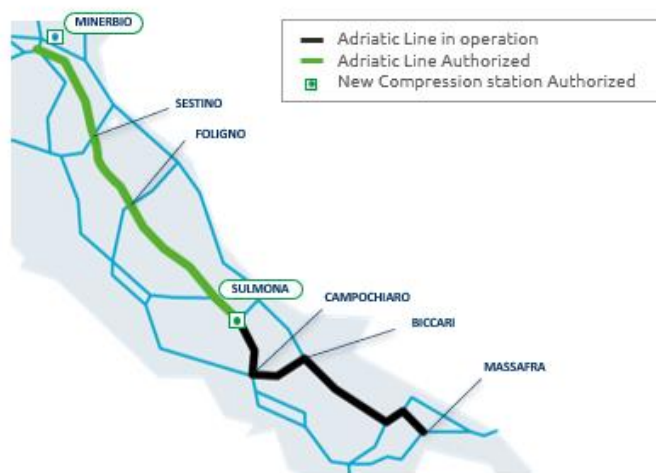 MINERBIO
Adriatic Line in operation
Adriatic Line Authorized
New Compression station Authorized
SESTINO
FOLIGNO
SULMONA
CAMPOCHIARO
BICCARI
MASSAFRA